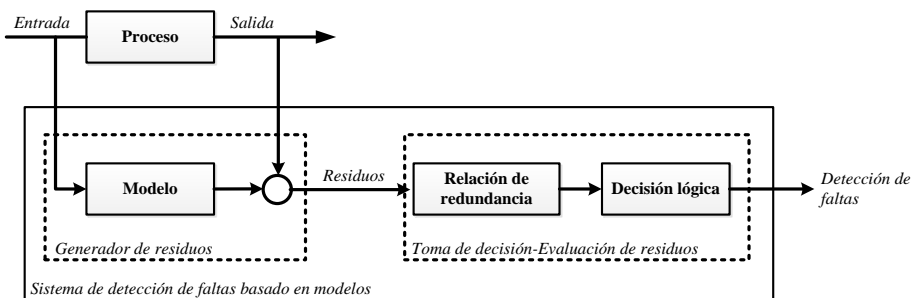 Entrada
Proceso
Salida
Modelo
Residuos
Relación de
redundancia
Decisión lógica
Detección de
faltas
Generador de residuos
Toma de decisión-Evaluación de residuos
Sistema de detección de faltas basado en modelos